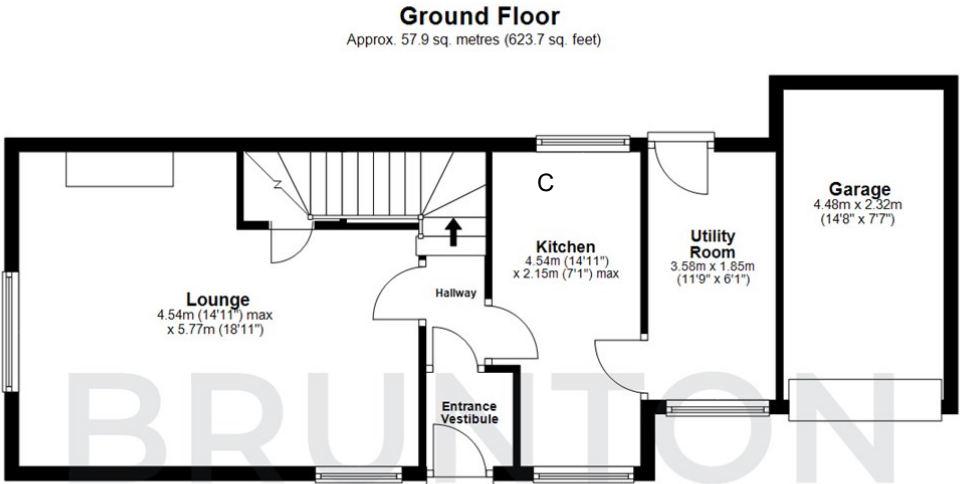 Ground Floor
Approx. 57.9 sq. metres (623.7 sq. feet)
C
Garage
4.48m x 2.32m
(14'8" x 7'7")
Kitchen
4.54m (14'11")
x 2.15m (7'1") max
Utility
Room
3.58m x 1.85m
(11'9" x 6'1")
Lounge
4.54m (14'11") max
x 5.77m (18'11")
Hallway
Entrance
Vestibule
BRUNTON